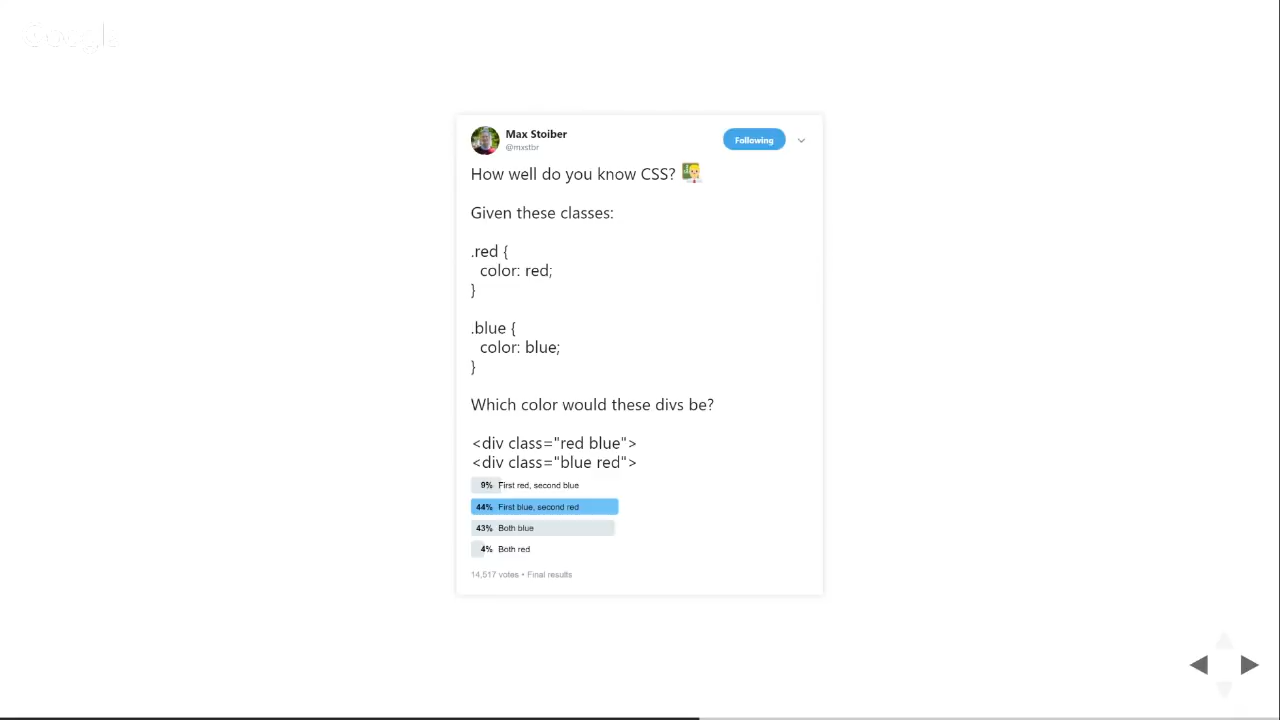 Google
Max Stoiber
@mxstbr
Following
How well do you know CSS?
Given these classes:
.red {
color: red;
}
.blue {
color: blue;
}
Which color would these divs be?
<div class="red blue">
<div class="blue red">
9% First red, second blue
44% First blue, second red
43% Both blue
4% Both red
14,517 votes • Final results